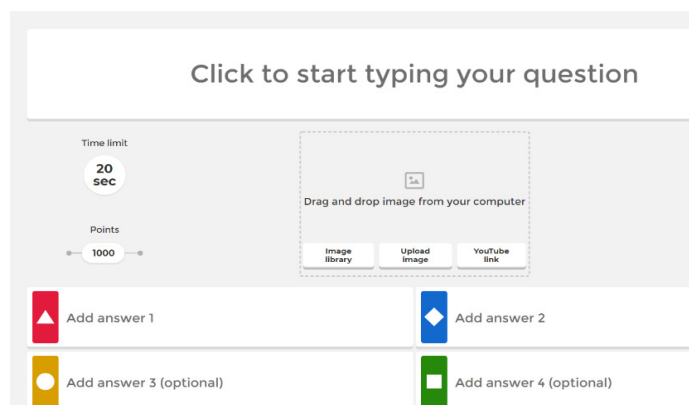 Click to start typing your question
Time limit
20
sec
Drag and drop image from your computer
Points
1000
Image
library
Upload
image
YouTube
link
Add answer 1
Add answer 2
Add answer 3 (optional)
Add answer 4 (optional)